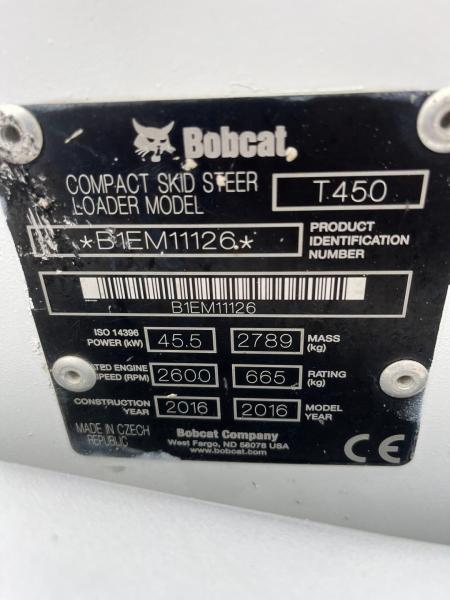 Bobcat
COMPACT SKID STEER
LOADER MODEL
T450
*B1EM11126*
PRODUCT
IDENTIFICATION
NUMBER
B1EM11126
ISO 14396
POWER (kW)
45.5
2789
MASS
(kg)
ENGINE
(RPM)
2600
665
RATING
(kg)
CONSTRUCTION
YEAR
2016
2016
MODEL
YEAR
MADE IN CZECH
REPUBLIC
Bobcat Company
West Fargo, ND 58078 USA
www.bobcat.com
CE